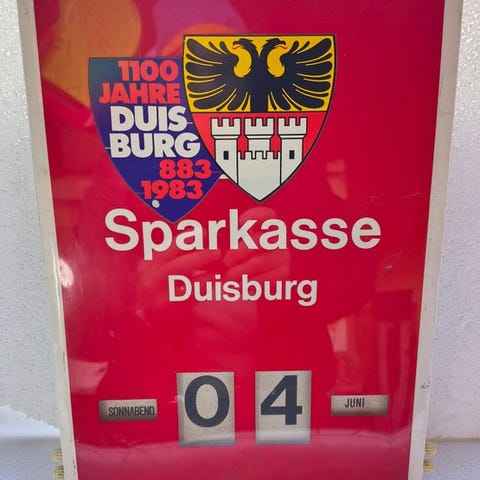 1100
JAHRE
DUIS
BURG
883
1983
Sparkasse
Duisburg
SONNABEND 04 JUNI